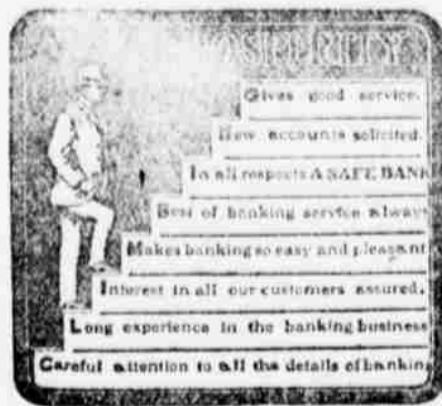 PROSPERITY
Gives good service.
New accounts solicited.
In all respects A SAFE BANK
Best of banking service always
Makes banking so easy and pleasant
Interest in all our customers assured.
Long experience in the banking business
Careful attention to all the details of banking